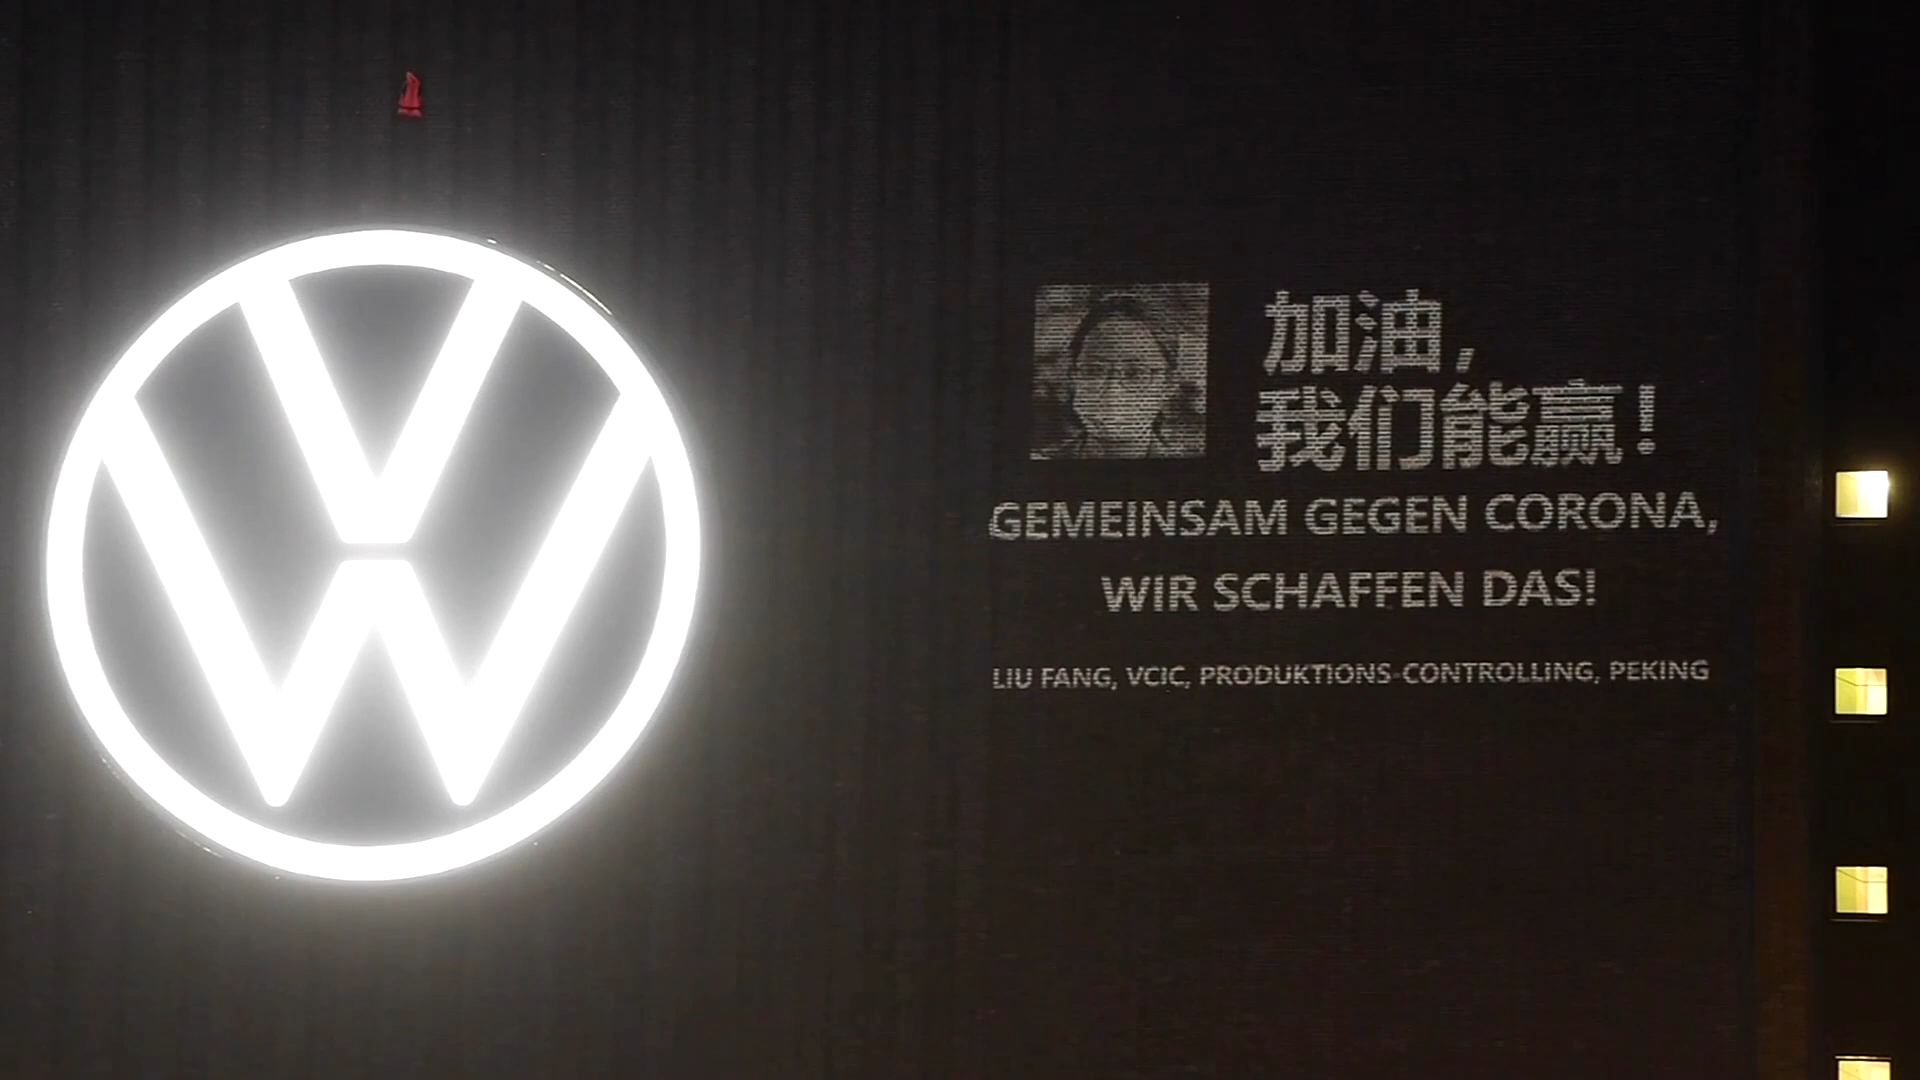 加油,
我们能赢!
GEMEINSAM GEGEN CORONA,
WIR SCHAFFEN DAS!
LIU FANG, VCIC, PRODUKTIONS-CONTROLLING, PEKING